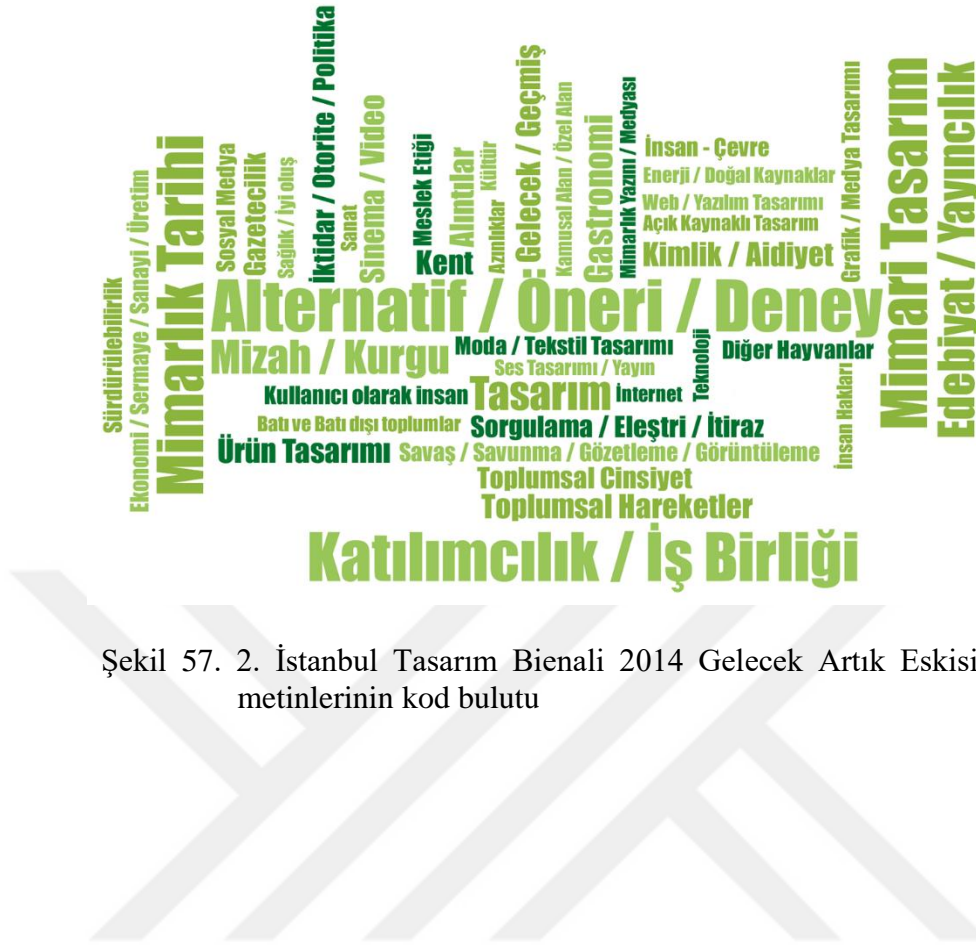 Sürdürülebilirlik
Ekonomi / Sermaye / Sanayi / Üretim
Mimarlık Tarihi
Sosyal Medya
Gazetecilik
Sağlık / İyi oluş
İktidar / Otorite / Politika
Sanat
Sinema / Video
Meslek Etiği
Kent
Alıntılar
Kültür
Azınlıklar
Gelecek / Geçmiş
Kamusal Alan / Özel Alan
Gastronomi
Mimarlık Yazını / Medyası
İnsan - Çevre
Enerji / Doğal Kaynaklar
Web / Yazılım Tasarımı
Açık Kaynaklı Tasarım
Kimlik / Aidiyet
Grafik / Medya Tasarımı
Mimari Tasarım
Edebiyat / Yayıncılık
Alternatif / Öneri / Deney
Mizah / Kurgu
Moda / Tekstil Tasarımı
Ses Tasarımı / Yayın
Teknoloji
Diğer Hayvanlar
Kullanıcı olarak insan
Tasarım
İnternet
İnsan Hakları
Batı ve Batı dışı toplumlar
Sorgulama / Eleştri / İtiraz
Ürün Tasarımı
Savaş / Savunma / Gözetleme / Görüntüleme
Toplumsal Cinsiyet
Toplumsal Hareketler
Katılımcılık / İş Birliği
Şekil 57. 2. İstanbul Tasarım Bienali 2014 Gelecek Artık Eskisi
metinlerinin kod bulutu